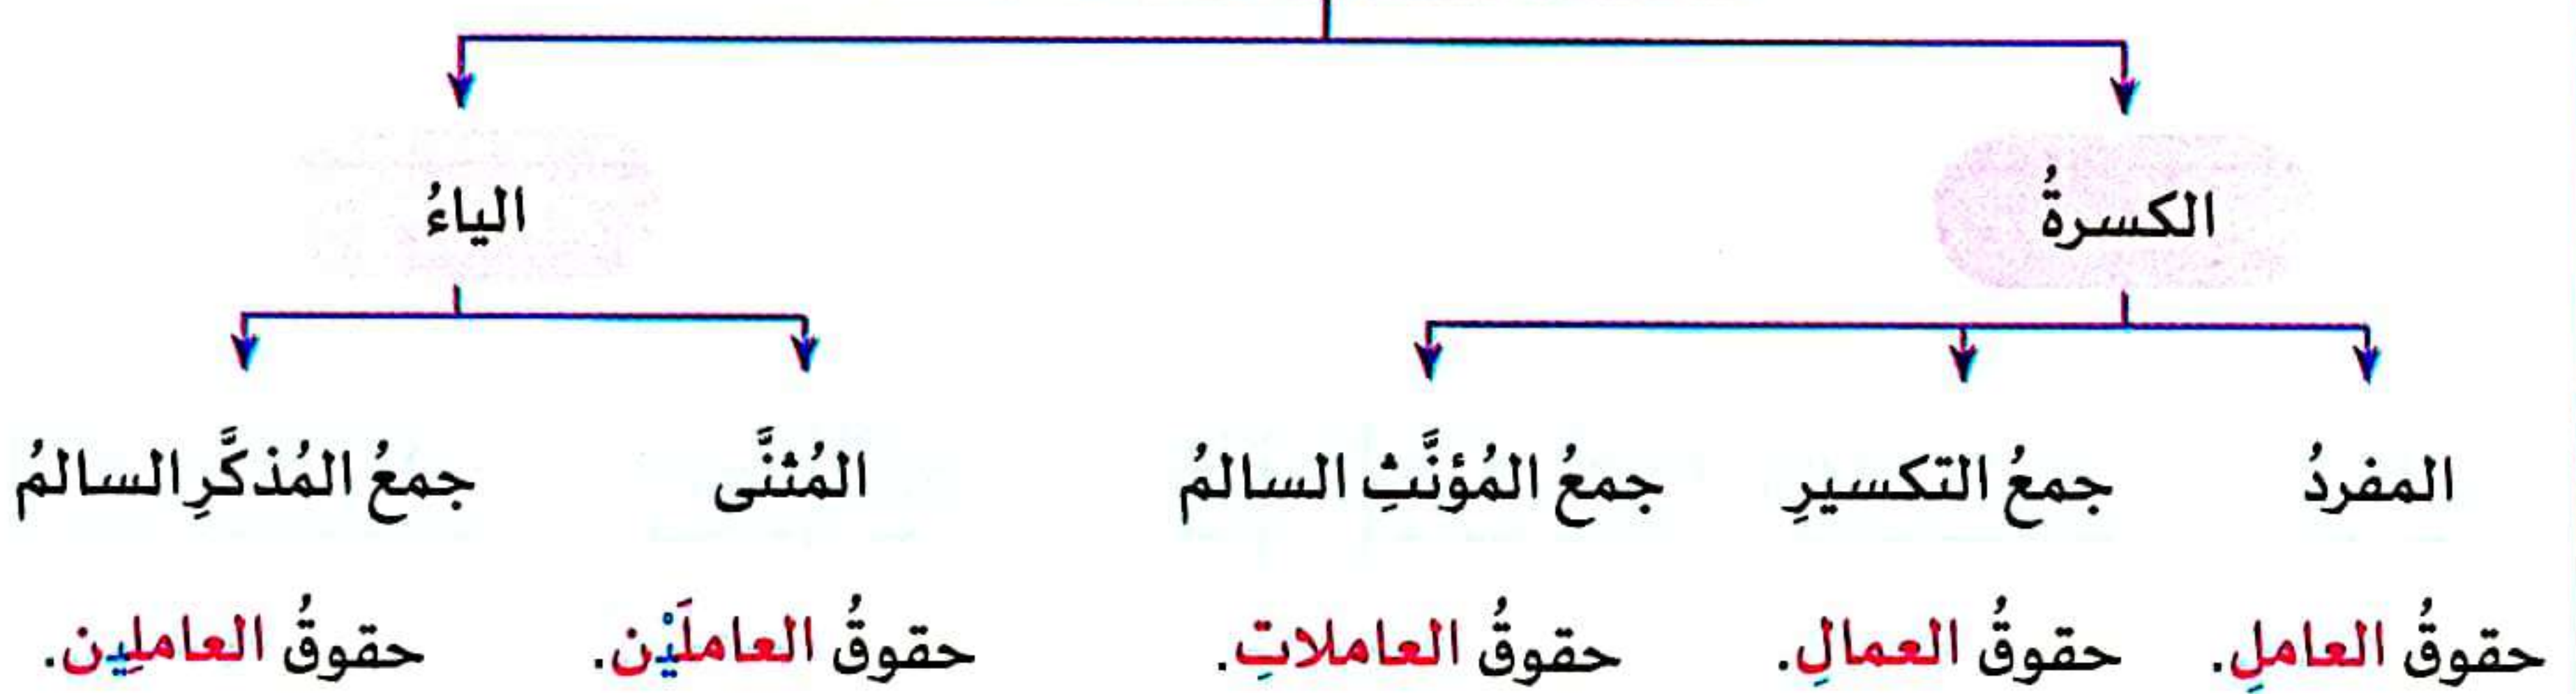 الكسرةُ
الياءُ
المفردُ
جمعُ التكسيرِ
جمعُ المُؤنَّثِ السالمُ
المُثنَّى
جمعُ المُذكَّرِ السالمُ
حقوقُ العاملِ.
حقوقُ العمالِ.
حقوقُ العاملاتِ.
حقوقُ العاملَيْن.
حقوقُ العاملِين.